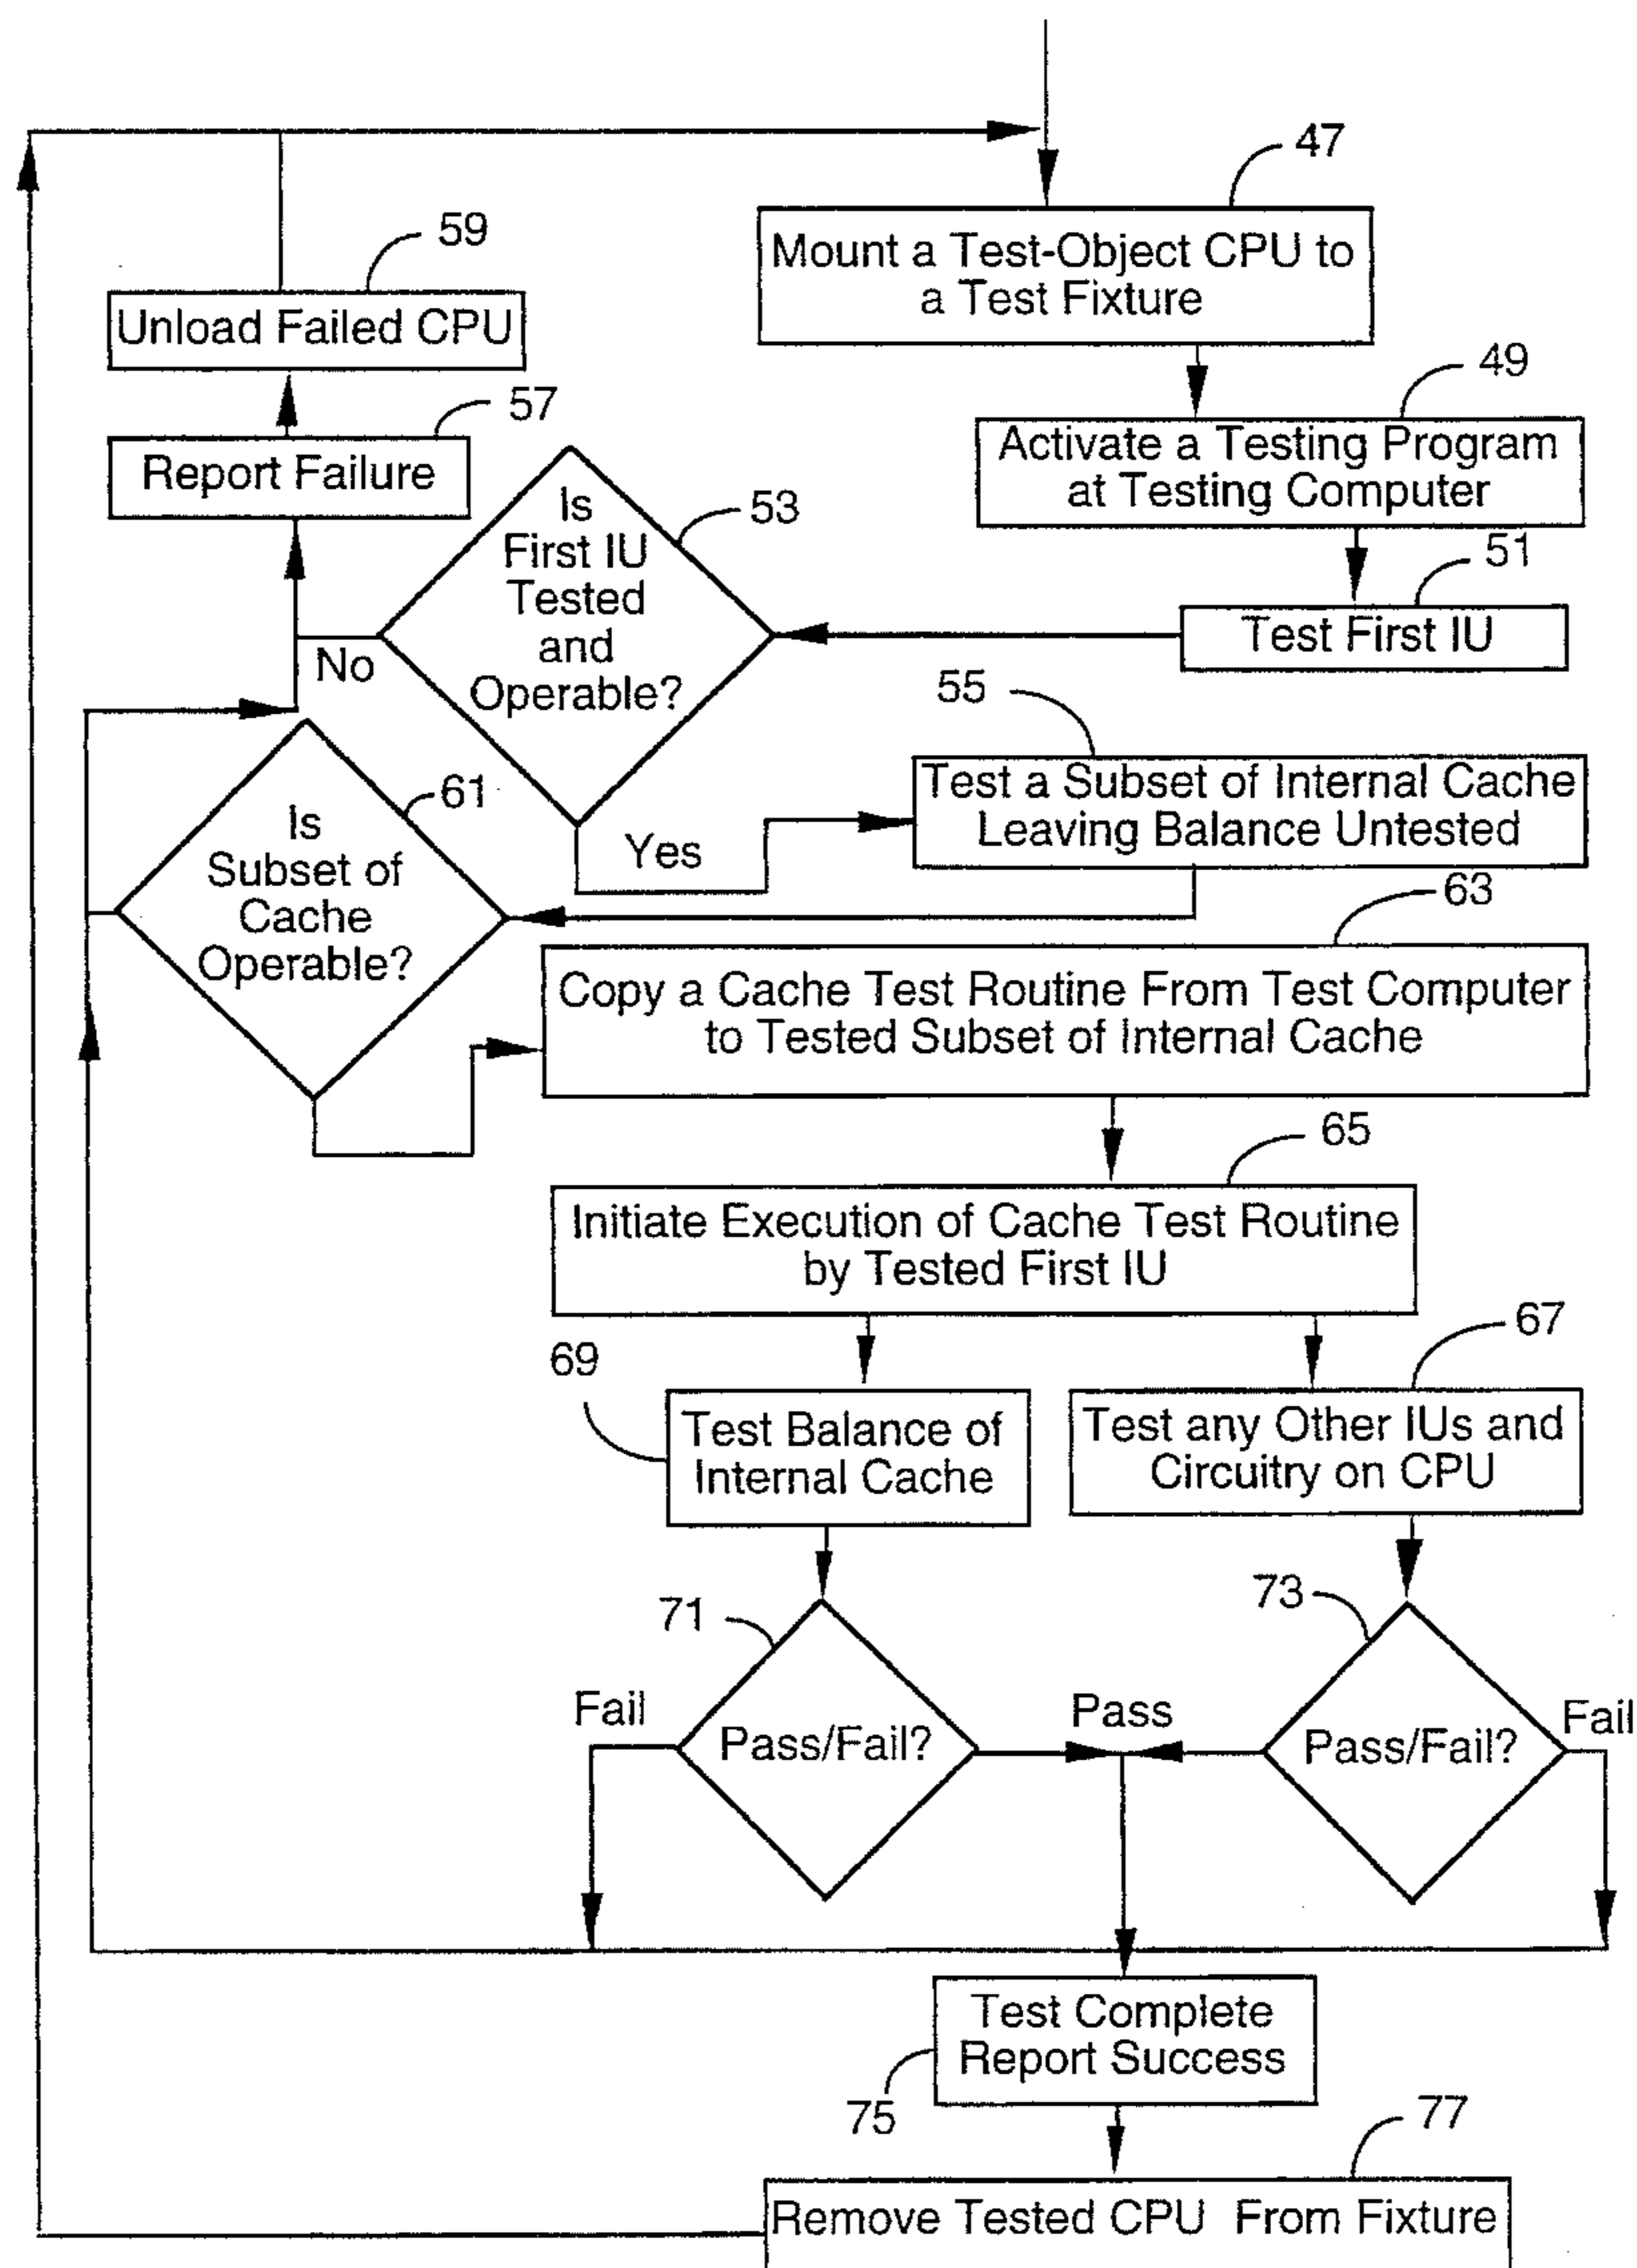 47
Mount a Test-Object CPU to
a Test Fixture
59
Unload Failed CPU
49
Activate a Testing Program
at Testing Computer
57
Report Failure
53
Is
First IU
Tested
and
Operable?
51
Test First IU
No
55
Test a Subset of Internal Cache
Leaving Balance Untested
Yes
61
Is
Subset of
Cache
Operable?
63
Copy a Cache Test Routine From Test Computer
to Tested Subset of Internal Cache
65
Initiate Execution of Cache Test Routine
by Tested First IU
69
Test Balance of
Internal Cache
67
Test any Other IUs and
Circuitry on CPU
71
Pass/Fail?
Fail
Pass
73
Pass/Fail?
Fail
Test Complete
Report Success
75
77
Remove Tested CPU From Fixture